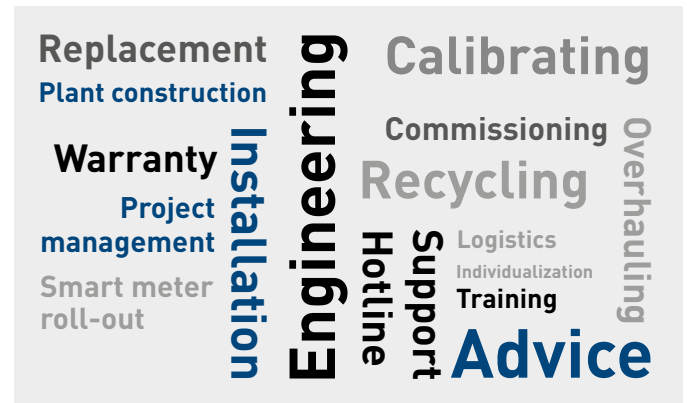 Replacement
Plant construction
Warranty
Project
management
Smart meter
roll-out
Installation
Engineering
Calibrating
Commissioning
Recycling
Overhauling
Hotline
Support
Logistics
Individualization
Training
Advice